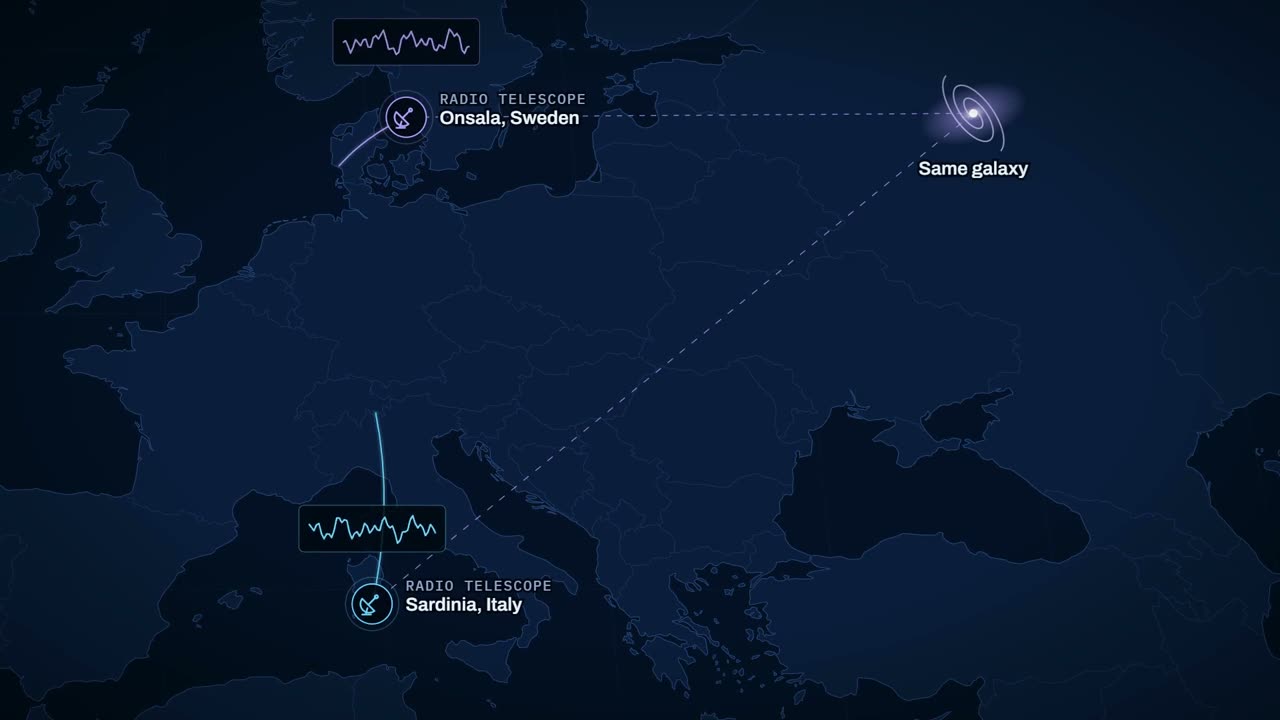 RADIO TELESCOPE
Onsala, Sweden
Same galaxy
RADIO TELESCOPE
Sardinia, Italy